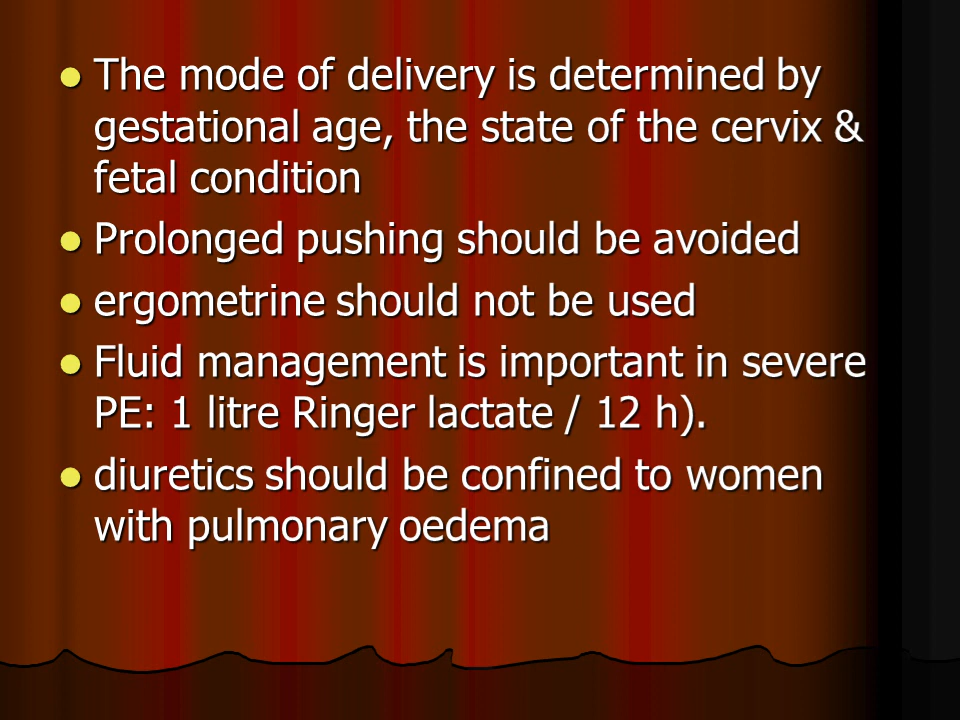 The mode of delivery is determined by
gestational age, the state of the cervix &
fetal condition
Prolonged pushing should be avoided
ergometrine should not be used
Fluid management is important in severe
PE: 1 litre Ringer lactate / 12 h).
diuretics should be confined to women
with pulmonary oedema